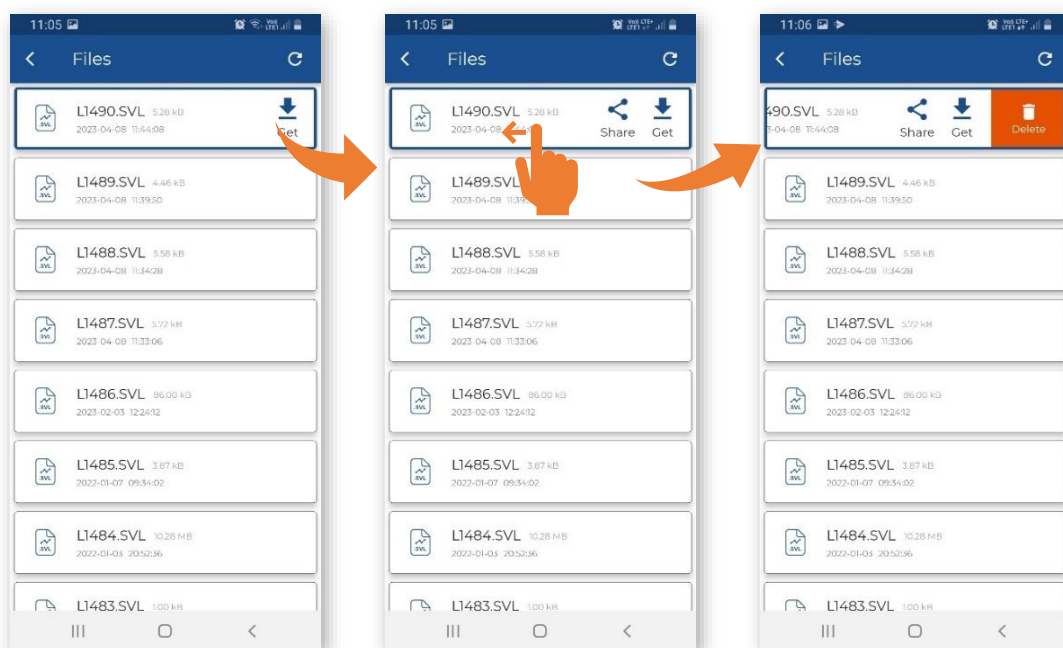 11:05
Files
L1490.SVL 5.28 kB
2023-04-08 11:44:08
Get
L1489.SVL 4.46 kB
2023-04-08 11:39:50
L1488.SVL 5.58 kB
2023-04-08 11:34:28
L1487.SVL 5.72 kB
2023-04-08 11:33:06
L1486.SVL 86.00 kB
2023-02-03 12:24:12
L1485.SVL 3.87 kB
2022-01-07 09:34:02
L1484.SVL 10.28 MB
2022-01-03 20:52:36
L1483.SVL 1.00 kB
11:05
Files
L1490.SVL 5.28 kB
2023-04-08
Share Get
L1489.SVL
2023-04-08
L1488.SVL 5.58 kB
2023-04-08 11:34:28
L1487.SVL 5.72 kB
2023-04-08 11:33:06
L1486.SVL 86.00 kB
2023-02-03 12:24:12
L1485.SVL 3.87 kB
2022-01-07 09:34:02
L1484.SVL 10.28 MB
2022-01-03 20:52:36
L1483.SVL 1.00 kB
11:06
Files
490.SVL 5.28 kB
3-04-08 11:44:08
Share Get Delete
L1489.SVL 4.46 kB
2023-04-08 11:39:50
L1488.SVL 5.58 kB
2023-04-08 11:34:28
L1487.SVL 5.72 kB
2023-04-08 11:33:06
L1486.SVL 86.00 kB
2023-02-03 12:24:12
L1485.SVL 3.87 kB
2022-01-07 09:34:02
L1484.SVL 10.28 MB
2022-01-03 20:52:36
L1483.SVL 1.00 kB